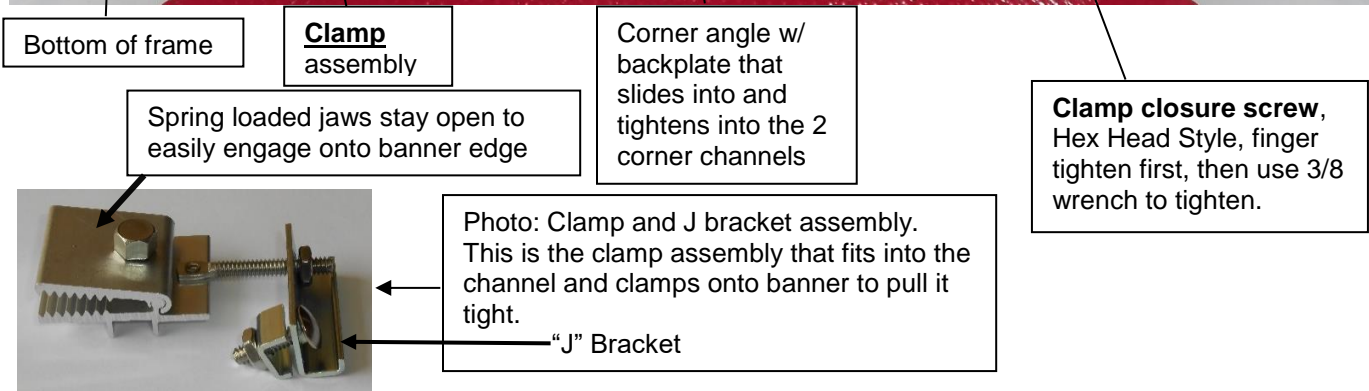 Bottom of frame
Clamp
assembly
Corner angle w/
backplate that
slides into and
tightens into the 2
corner channels
Clamp closure screw,
Hex Head Style, finger
tighten first, then use 3/8
wrench to tighten.
Spring loaded jaws stay open to
easily engage onto banner edge
Photo: Clamp and J bracket assembly.
This is the clamp assembly that fits into the
channel and clamps onto banner to pull it
tight.
“J” Bracket